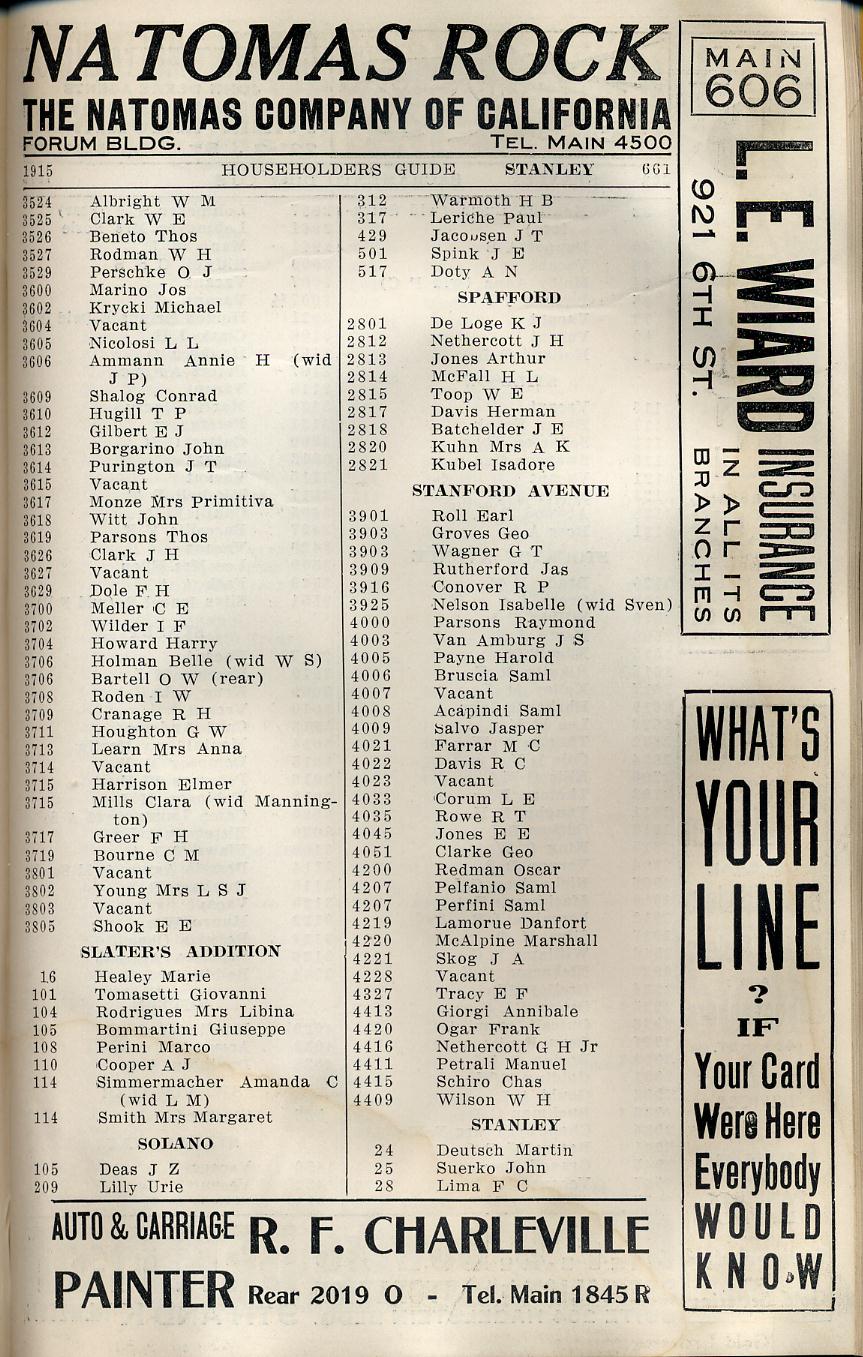 NATOMAS ROCK
THE NATOMAS COMPANY OF CALIFORNIA
FORUM BLDG. TEL. MAIN 4500
1915 HOUSEHOLDERS GUIDE STANLEY 661
3524 Albright W M
3525 Clark W E
3526 Beneto Thos
3527 Rodman W H
3529 Perschke O J
3600 Marino Jos
3602 Krycki Michael
3604 Vacant
3605 Nicolosi L L
3606 Ammann Annie H (wid
J P)
3609 Shalog Conrad
3610 Hugill T P
3612 Gilbert E J
3613 Borgarino John
3614 Purington J T
3615 Vacant
3617 Monze Mrs Primitiva
3618 Witt John
3619 Parsons Thos
3626 Clark J H
3627 Vacant
3629 Dole F H
3700 Meller C E
3702 Wilder I F
3704 Howard Harry
3706 Holman Belle (wid W S)
3706 Bartell O W (rear)
3708 Roden I W
3709 Cranage R H
3711 Houghton G W
3713 Learn Mrs Anna
3714 Vacant
3715 Harrison Elmer
3715 Mills Clara (wid Manning-
ton)
3717 Greer F H
3719 Bourne C M
3801 Vacant
3802 Young Mrs L S J
3803 Vacant
3805 Shook E E
SLATER'S ADDITION
16 Healey Marie
101 Tomasetti Giovanni
104 Rodrigues Mrs Libina
105 Bommartini Giuseppe
108 Perini Marco
110 Cooper A J
114 Simmermacher Amanda C
(wid L M)
114 Smith Mrs Margaret
SOLANO
105 Deas J Z
209 Lilly Urie
312 Warmoth H B
317 Leriche Paul
429 Jacobsen J T
501 Spink J E
517 Doty A N
SPAFFORD
2801 De Loge K J
2812 Nethercott J H
2813 Jones Arthur
2814 McFall H L
2815 Toop W E
2817 Davis Herman
2818 Batchelder J E
2820 Kuhn Mrs A K
2821 Kubel Isadore
STANFORD AVENUE
3901 Roll Earl
3903 Groves Geo
3903 Wagner G T
3909 Rutherford Jas
3916 Conover R P
3925 Nelson Isabelle (wid Sven)
4000 Parsons Raymond
4003 Van Amburg J S
4005 Payne Harold
4006 Bruscia Saml
4007 Vacant
4008 Acapindi Saml
4009 Salvo Jasper
4021 Farrar M C
4022 Davis R C
4023 Vacant
4033 Corum L E
4035 Rowe R T
4045 Jones E E
4051 Clarke Geo
4200 Redman Oscar
4207 Pelfanio Saml
4207 Perfini Saml
4219 Lamorue Danfort
4220 McAlpine Marshall
4221 Skog J A
4228 Vacant
4327 Tracy E F
4413 Giorgi Annibale
4420 Ogar Frank
4416 Nethercott G H Jr
4411 Petrali Manuel
4415 Schiro Chas
4409 Wilson W H
STANLEY
24 Deutsch Martin
25 Suerko John
28 Lima F C
MAIN
606
L. E. WIARD INSURANCE
921 6TH ST. IN ALL ITS
BRANCHES
WHAT'S
YOUR
LINE
?
IF
Your Card
Were Here
Everybody
WOULD
KNOW
AUTO & CARRIAGE R. F. CHARLEVILLE
PAINTER Rear 2019 O - Tel. Main 1845 R